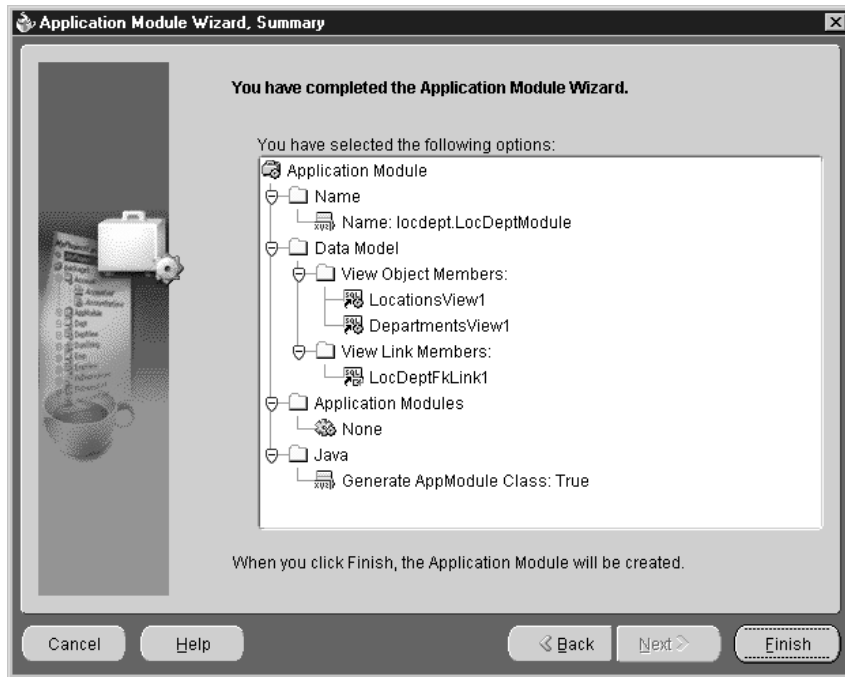 Application Module Wizard, Summary
You have completed the Application Module Wizard.
You have selected the following options:
Application Module
Name
Name: locdept.LocDeptModule
Data Model
View Object Members:
LocationsView1
DepartmentsView1
View Link Members:
LocDeptFkLink1
Application Modules
None
Java
Generate AppModule Class: True
When you click Finish, the Application Module will be created.
Cancel
Help
Back
Next
Finish